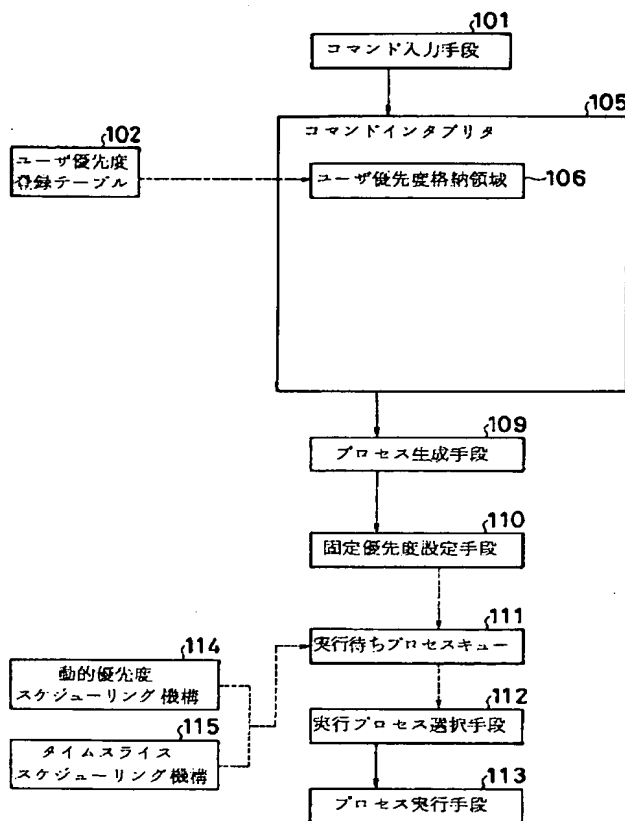 101
コマンド入力手段
105
コマンドインタプリタ
102
ユーザ優先度
登録テーブル
ユーザ優先度格納領域
106
109
プロセス生成手段
110
固定優先度設定手段
111
実行待ちプロセスキュー
114
動的優先度
スケジューリング機構
112
実行プロセス選択手段
115
タイムスライス
スケジューリング機構
113
プロセス実行手段